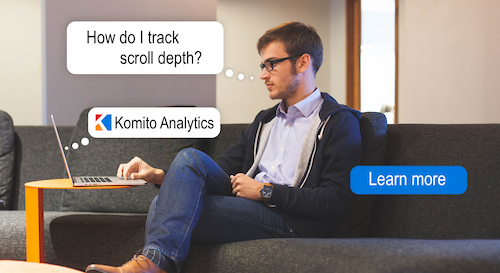 How do I track
scroll depth?
Komito Analytics
Learn more